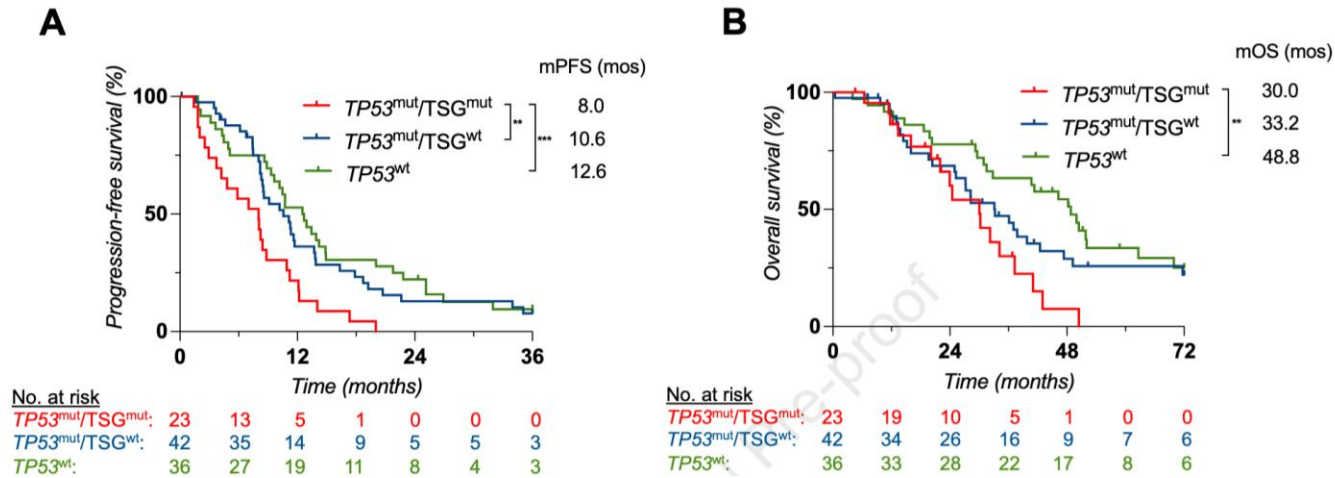 A
mPFS (mos)
Progression-free survival (%)
100
50
0
TP53mut/TSGmut
TP53mut/TSGwt
TP53wt
**
***
8.0
10.6
12.6
0 12 24 36
Time (months)
No. at risk
TP53mut/TSGmut: 23 13 5 1 0 0 0
TP53mut/TSGwt: 42 35 14 9 5 5 3
TP53wt: 36 27 19 11 8 4 3
B
mOS (mos)
Overall survival (%)
100
50
0
TP53mut/TSGmut
TP53mut/TSGwt
TP53wt
**
30.0
33.2
48.8
0 24 48 72
Time (months)
No. at risk
TP53mut/TSGmut: 23 19 10 5 1 0 0
TP53mut/TSGwt: 42 34 26 16 9 7 6
TP53wt: 36 33 28 22 17 8 6
Pre-proof